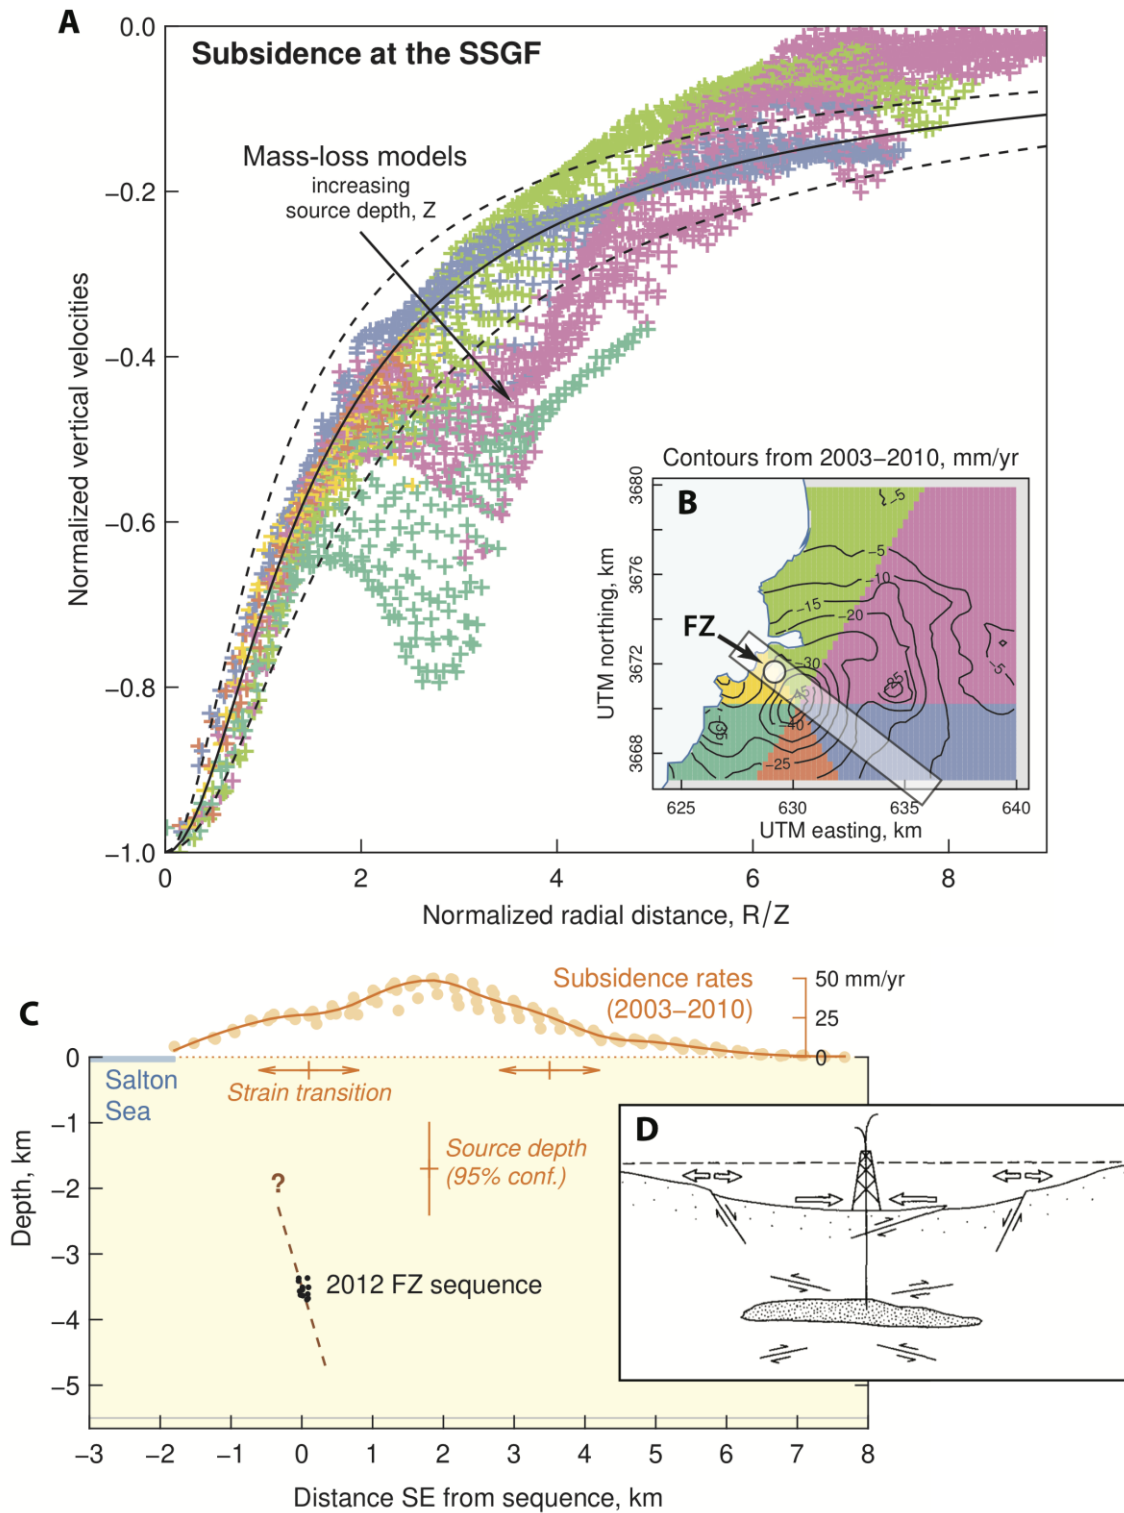 A
Subsidence at the SSGF
Mass-loss models
increasing
source depth, Z
Normalized vertical velocities
0.0
−0.2
−0.4
−0.6
−0.8
−1.0
0
2
4
6
8
Normalized radial distance, R/Z
Contours from 2003−2010, mm/yr
B
FZ
UTM northing, km
3680
3676
3672
3668
−5
−5
−10
−15
−20
−30
−25
−45
−40
−35
−25
−5
625
630
635
640
UTM easting, km
C
Subsidence rates
(2003−2010)
50 mm/yr
25
0
Salton
Sea
Strain transition
Source depth
(95% conf.)
?
2012 FZ sequence
Depth, km
0
−1
−2
−3
−4
−5
−3
−2
−1
0
1
2
3
4
5
6
7
8
Distance SE from sequence, km
D